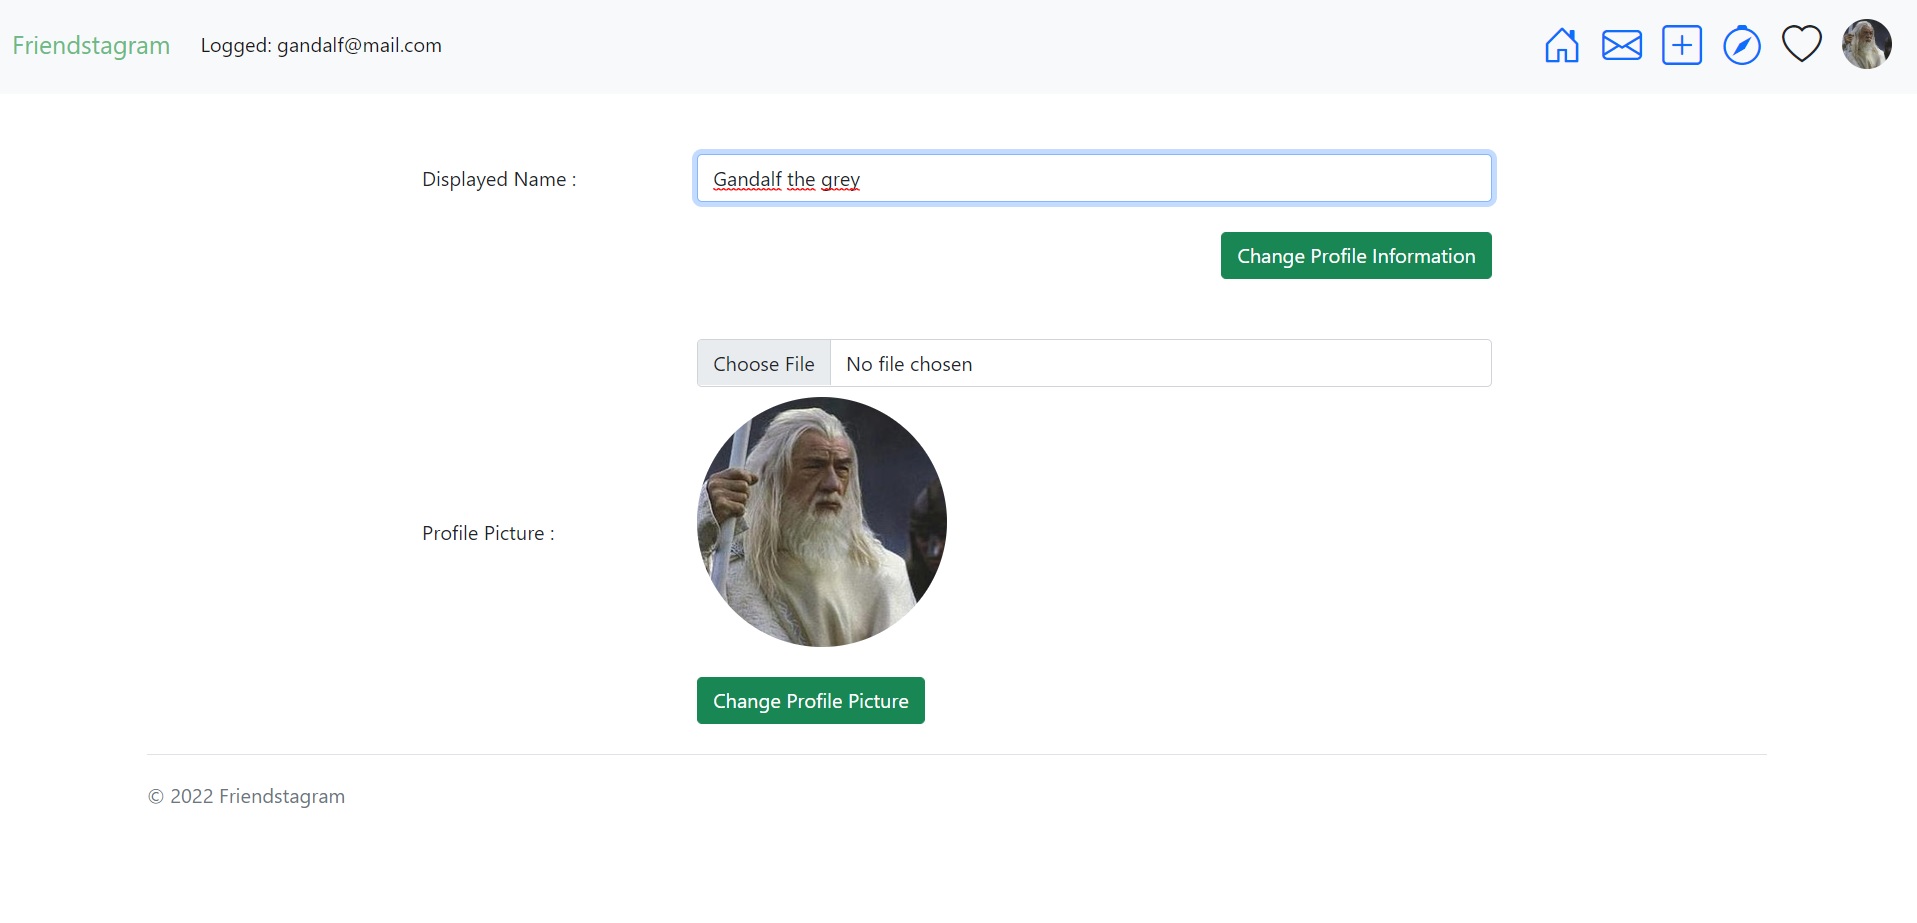 Friendstagram Logged: gandalf@mail.com
Displayed Name : Gandalf the grey
Change Profile Information
Choose File No file chosen
Profile Picture :
Change Profile Picture
© 2022 Friendstagram